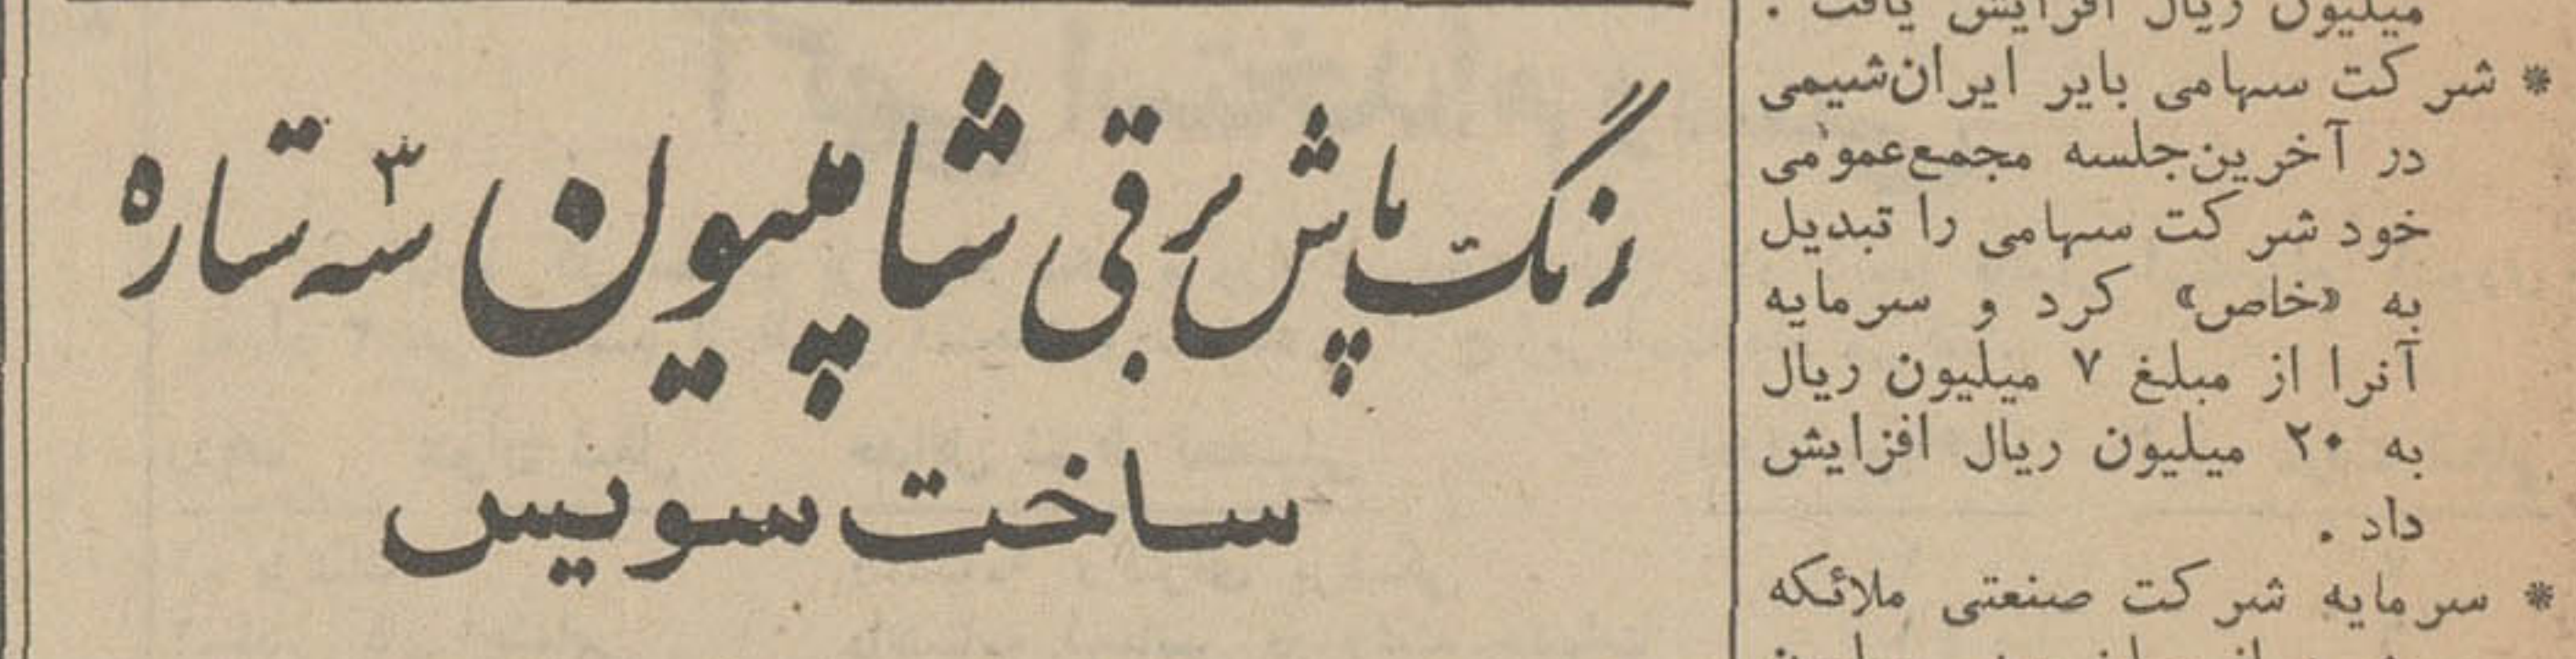 میلیون ریال افزایش یافت .
* شرکت سهامی بایر ایران‌شیمی
در آخرین‌جلسه مجمع‌عمومی
خود شرکت سهامی را تبدیل
به «خاص» کرد و سرمایه
آنرا از مبلغ ۷ میلیون ریال
به ۲۰ میلیون ریال افزایش
داد .
* سرمایه شرکت صنعتی ملائکه
رنگ پاش برقی شامپیون سه ستاره
ساخت سویس